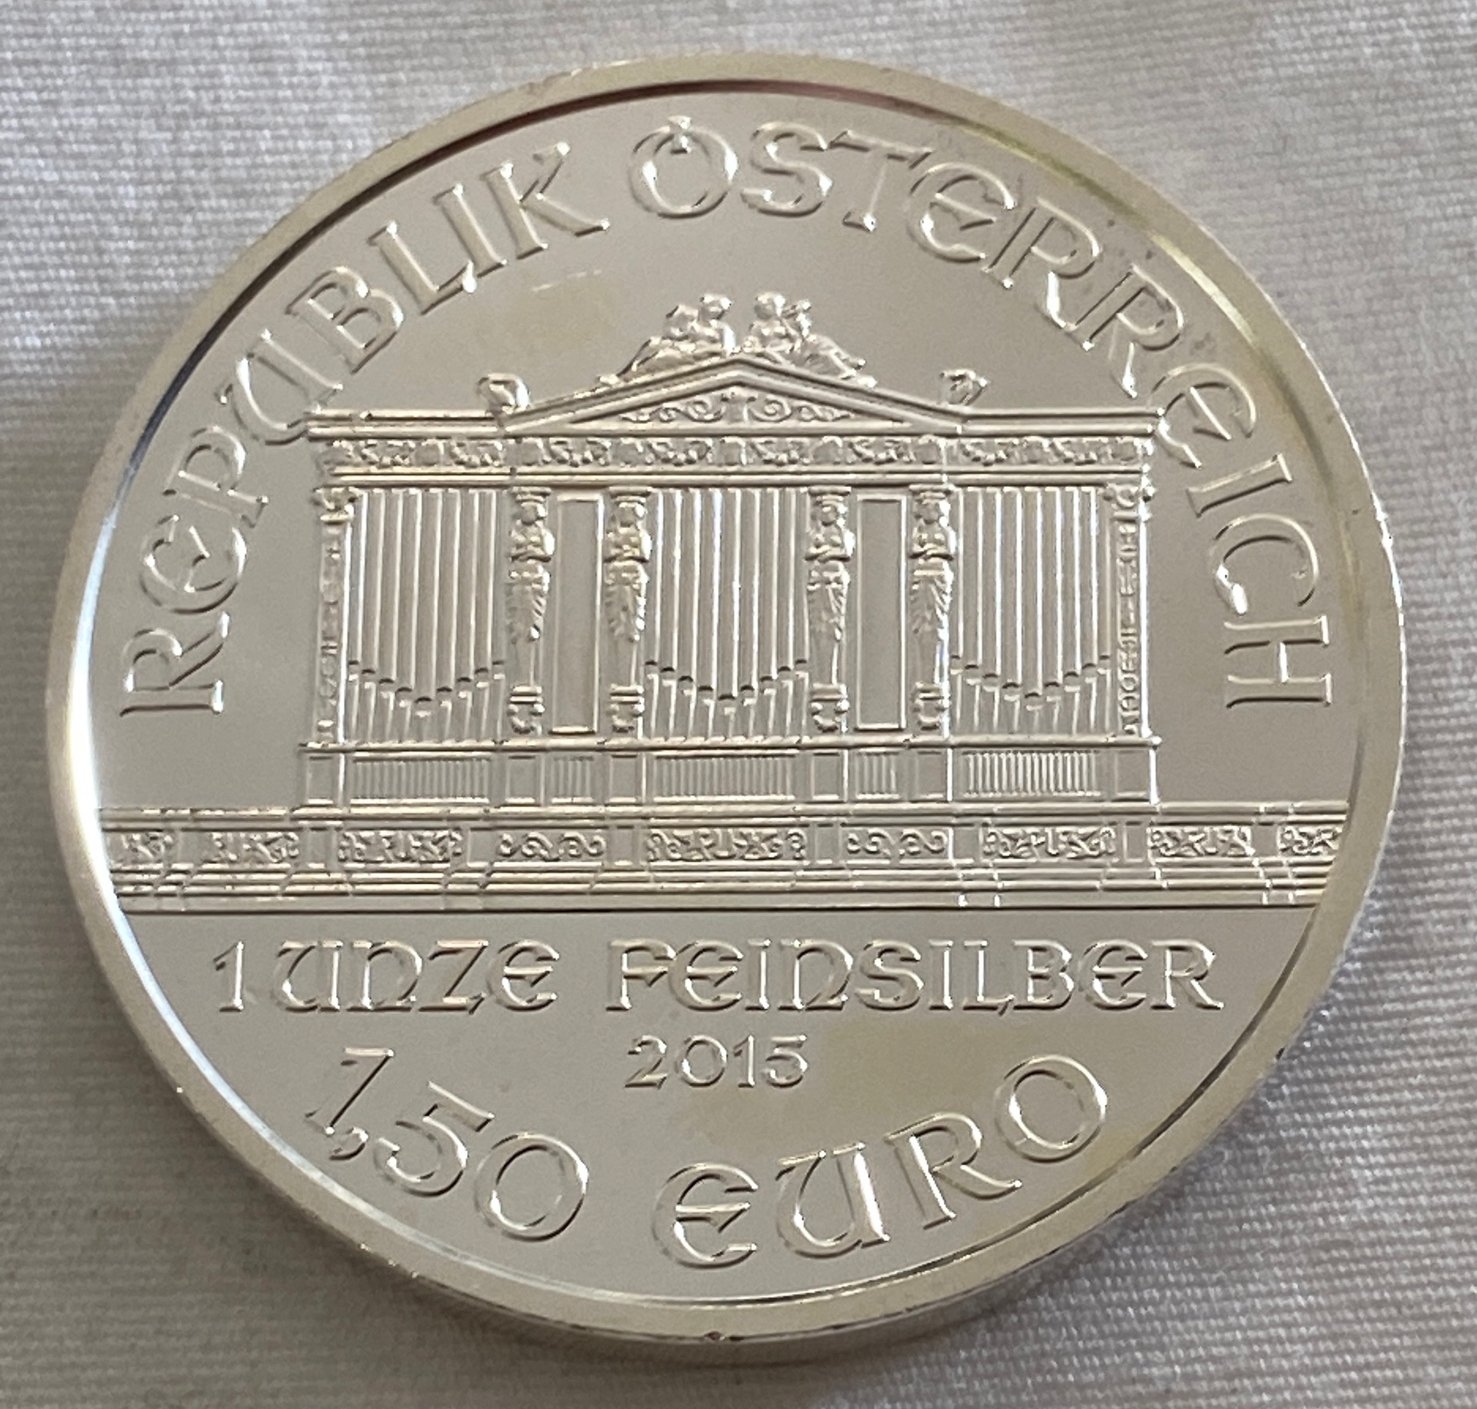 REPUBLIK ÖSTERREICH
1 UNZE FEINSILBER
2015
1,50 EURO